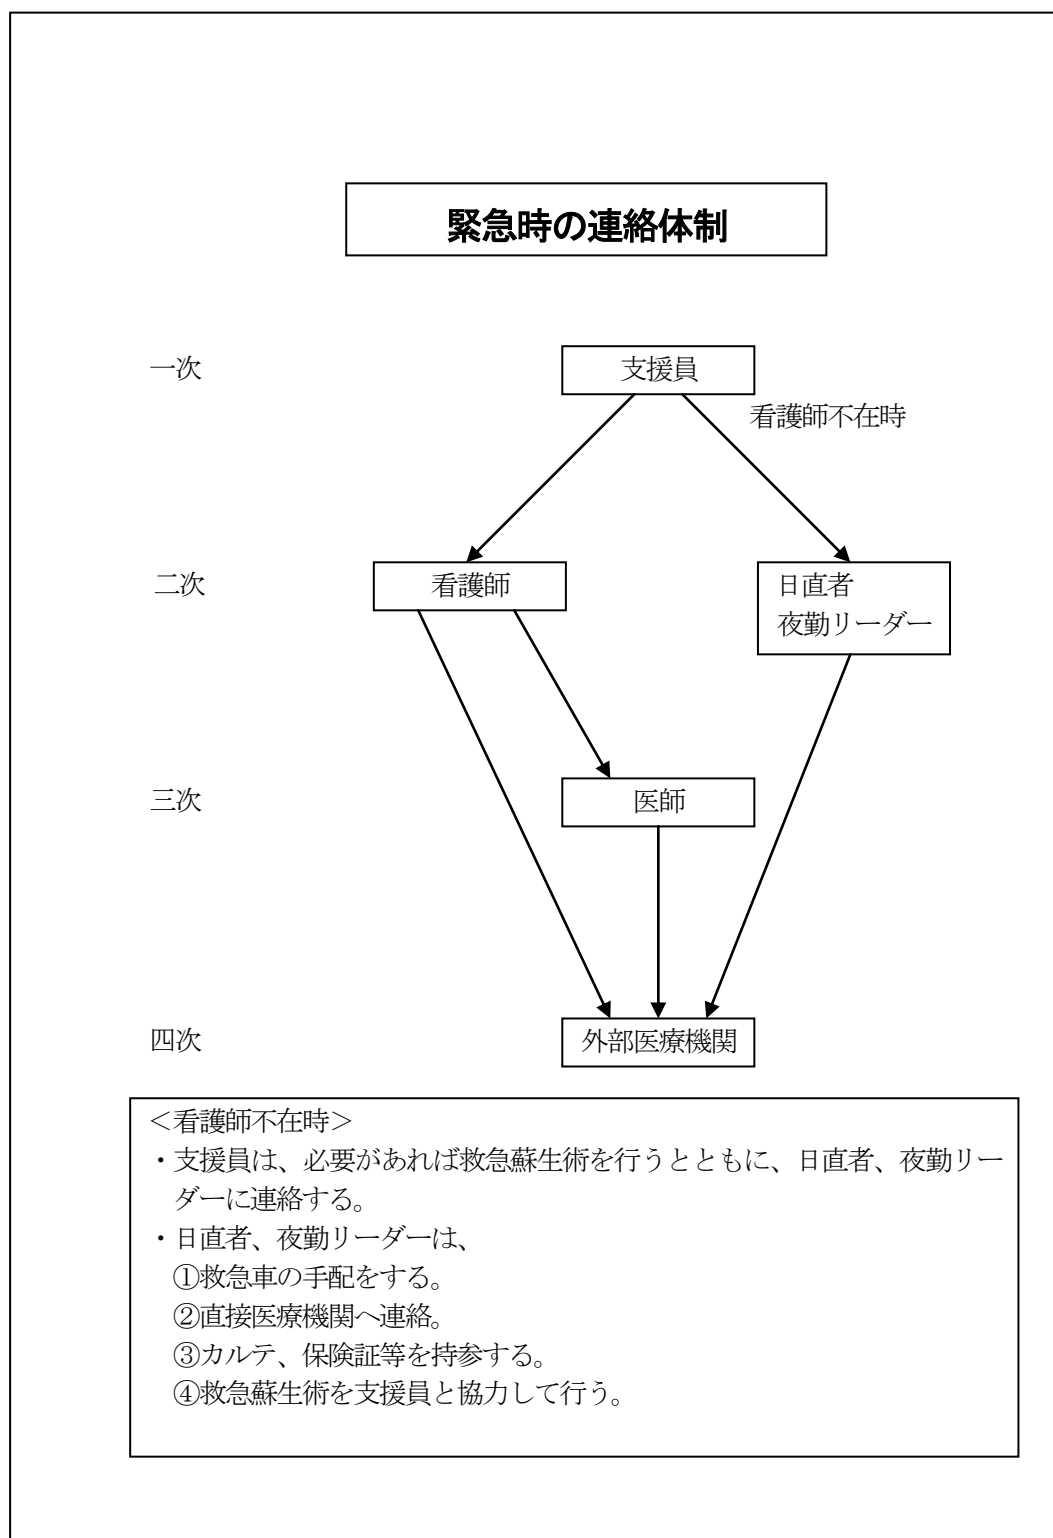 緊急時の連絡体制
一次
支援員
看護師不在時
二次
看護師
日直者
夜勤リーダー
三次
医師
四次
外部医療機関
＜看護師不在時＞
・支援員は、必要があれば救急蘇生術を行うとともに、日直者、夜勤リー
ダーに連絡する。
・日直者、夜勤リーダーは、
①救急車の手配をする。
②直接医療機関へ連絡。
③カルテ、保険証等を持参する。
④救急蘇生術を支援員と協力して行う。